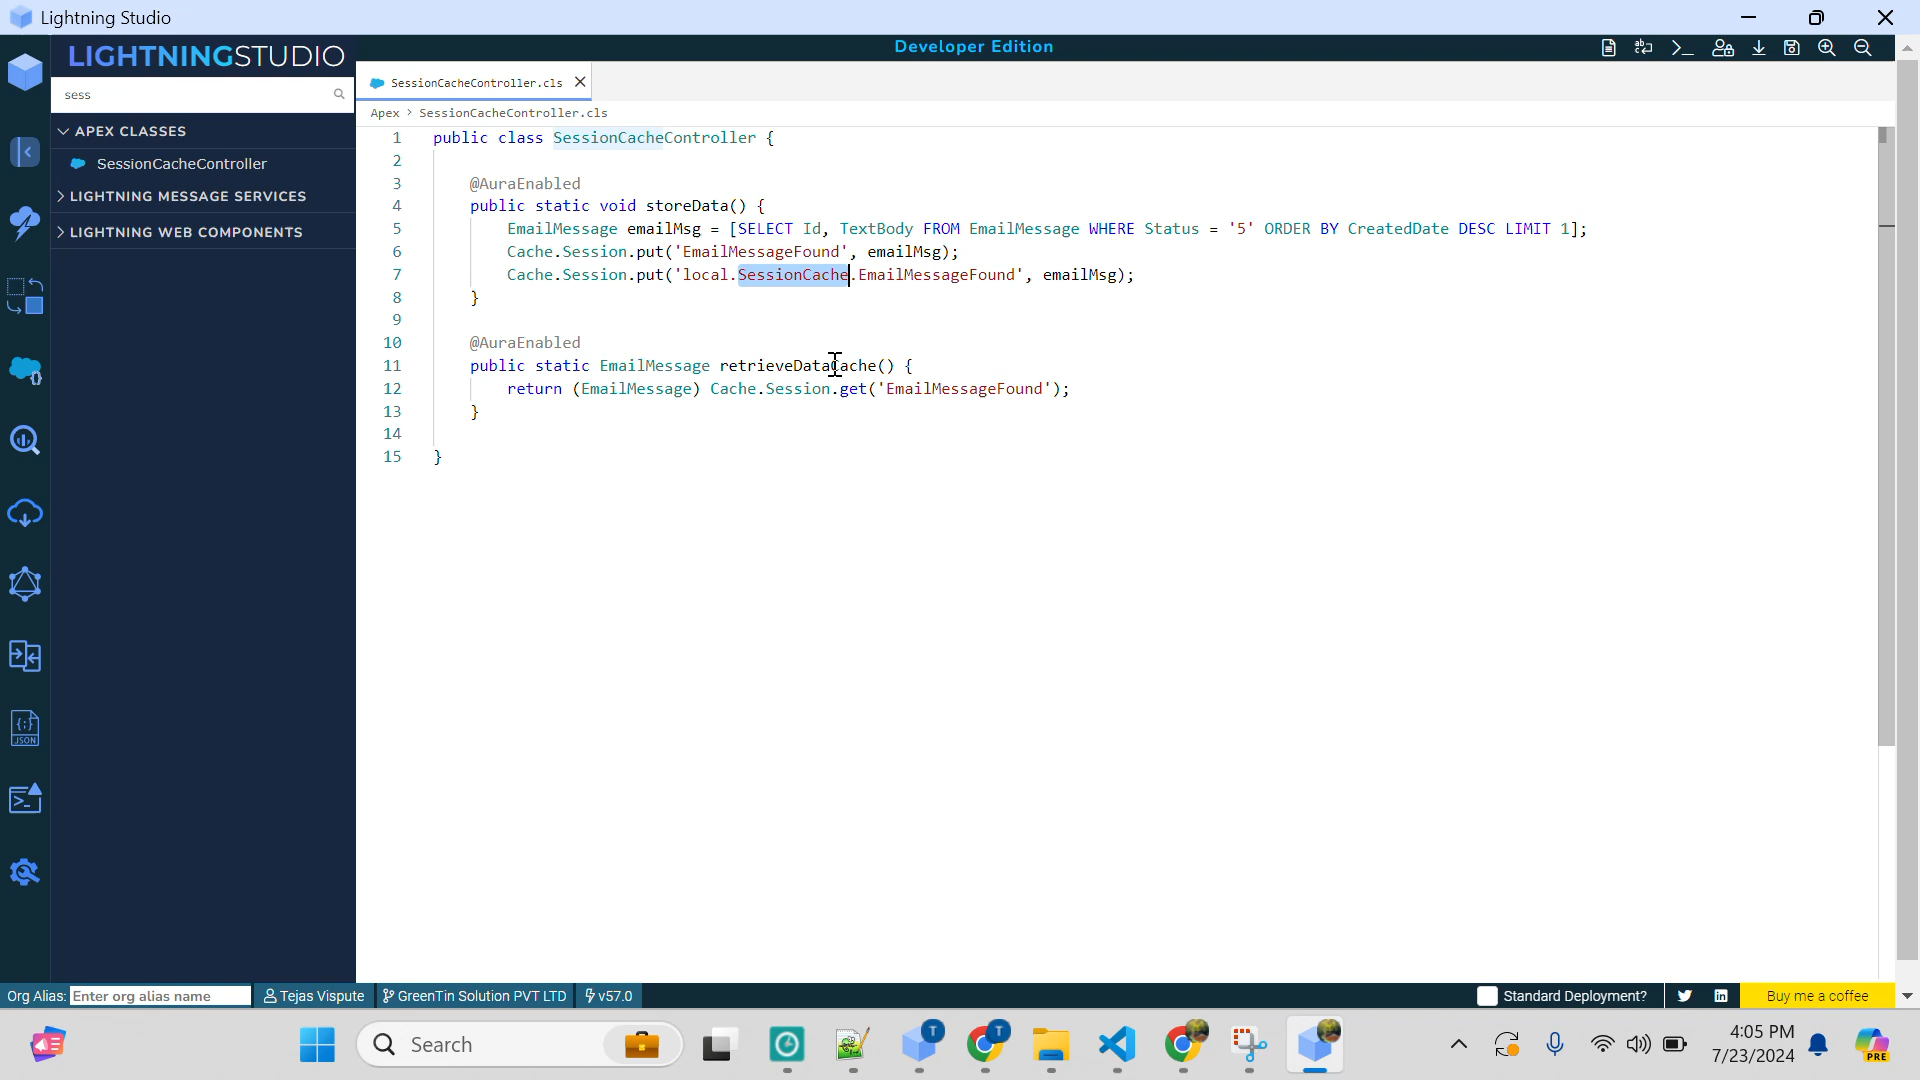 Lightning Studio
LIGHTNINGSTUDIO
Developer Edition
sess
APEX CLASSES
SessionCacheController
LIGHTNING MESSAGE SERVICES
LIGHTNING WEB COMPONENTS
SessionCacheController.cls
Apex > SessionCacheController.cls
1 public class SessionCacheController {
2
3 @AuraEnabled
4 public static void storeData() {
5 EmailMessage emailMsg = [SELECT Id, TextBody FROM EmailMessage WHERE Status = '5' ORDER BY CreatedDate DESC LIMIT 1];
6 Cache.Session.put('EmailMessageFound', emailMsg);
7 Cache.Session.put('local.SessionCache.EmailMessageFound', emailMsg);
8 }
9
10 @AuraEnabled
11 public static EmailMessage retrieveDataCache() {
12 return (EmailMessage) Cache.Session.get('EmailMessageFound');
13 }
14
15 }
JSON
Org Alias: Enter org alias name Tejas Vispute GreenTin Solution PVT LTD v57.0 Standard Deployment? Buy me a coffee
Search
T
T
4:05 PM
7/23/2024
PRE